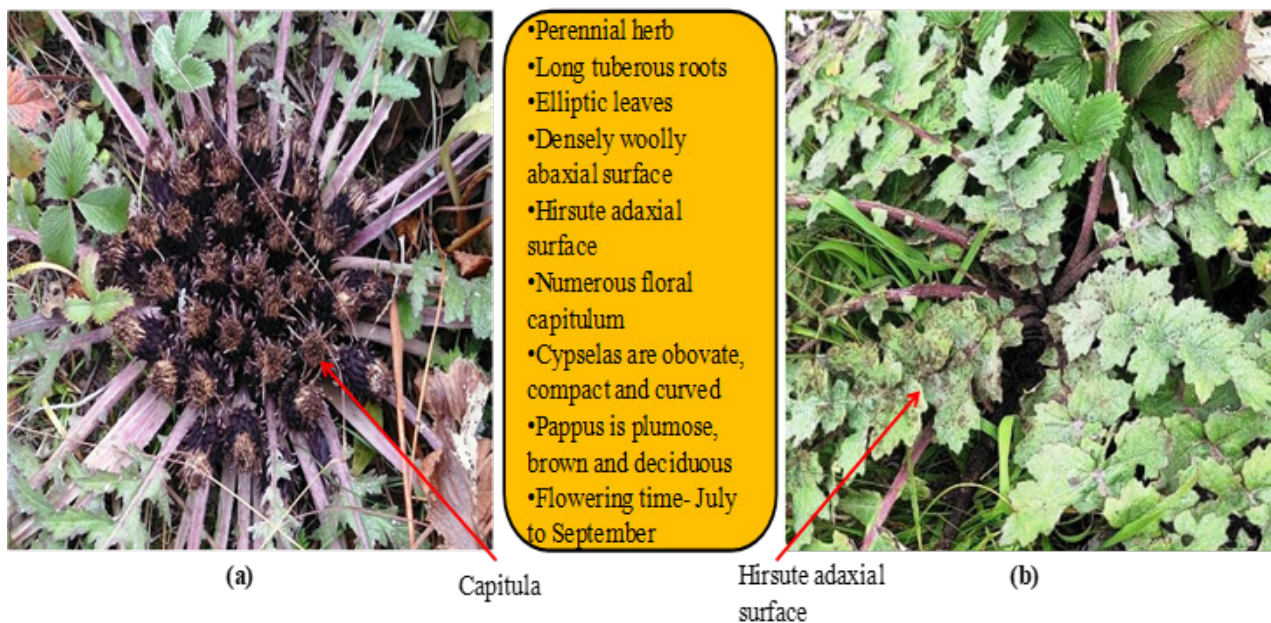 •Perennial herb
•Long tuberous roots
•Elliptic leaves
•Densely woolly
abaxial surface
•Hirsute adaxial
surface
•Numerous floral
capitulum
•Cypselas are obovate,
compact and curved
•Pappus is plumose,
brown and deciduous
•Flowering time- July
to September
(a)
Capitula
Hirsute adaxial
surface
(b)